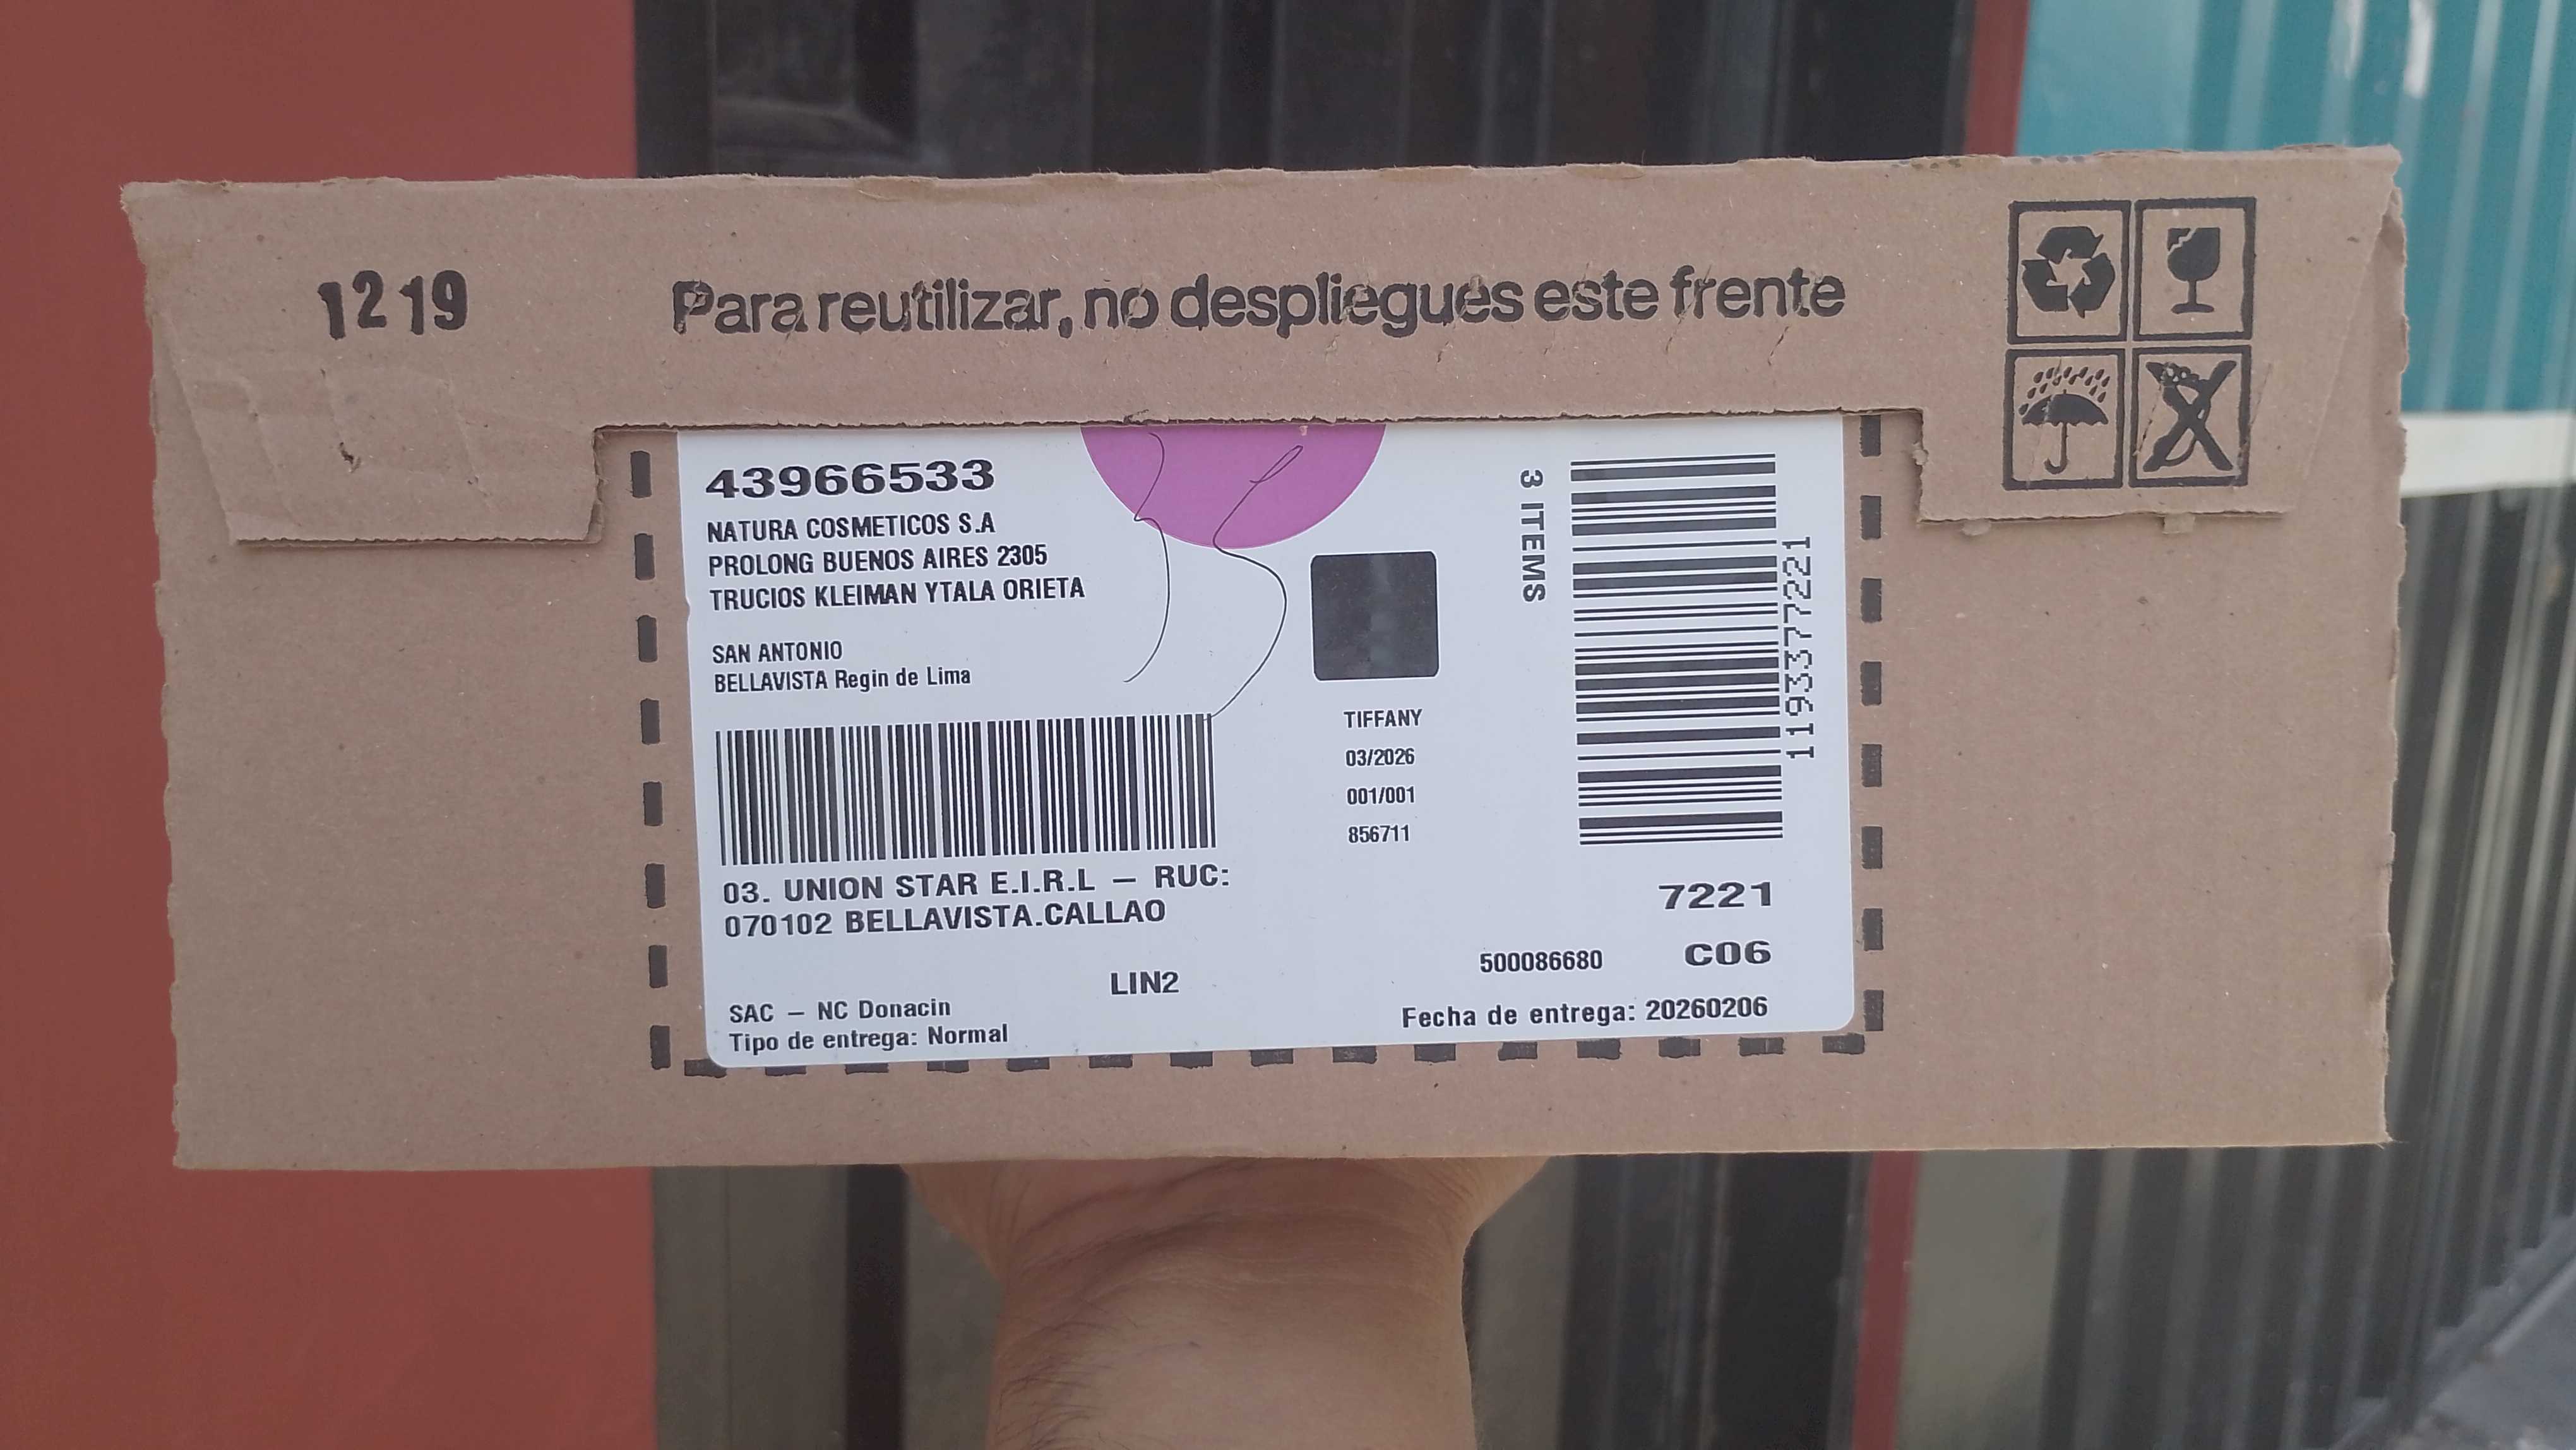 1219
Para reutilizar, no despliegues este frente
43966533
NATURA COSMETICOS S.A
PROLONG BUENOS AIRES 2305
TRUCIOS KLEIMAN YTALA ORIETA
SAN ANTONIO
BELLAVISTA Regin de Lima
03. UNION STAR E.I.R.L – RUC:
070102 BELLAVISTA.CALLAO
LIN2
SAC – NC Donacin
Tipo de entrega: Normal
TIFFANY
03/2026
001/001
856711
3 ITEMS
1193377221
7221
500086680 C06
Fecha de entrega: 20260206